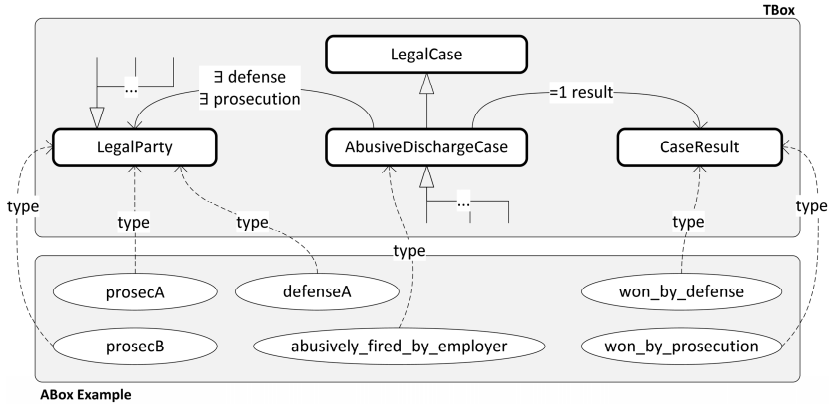 TBox
LegalCase
...
∃ defense
∃ prosecution
=1 result
LegalParty
AbusiveDischargeCase
CaseResult
...
type
type
type
type
type
type
prosecA
defenseA
won_by_defense
prosecB
abusively_fired_by_employer
won_by_prosecution
ABox Example